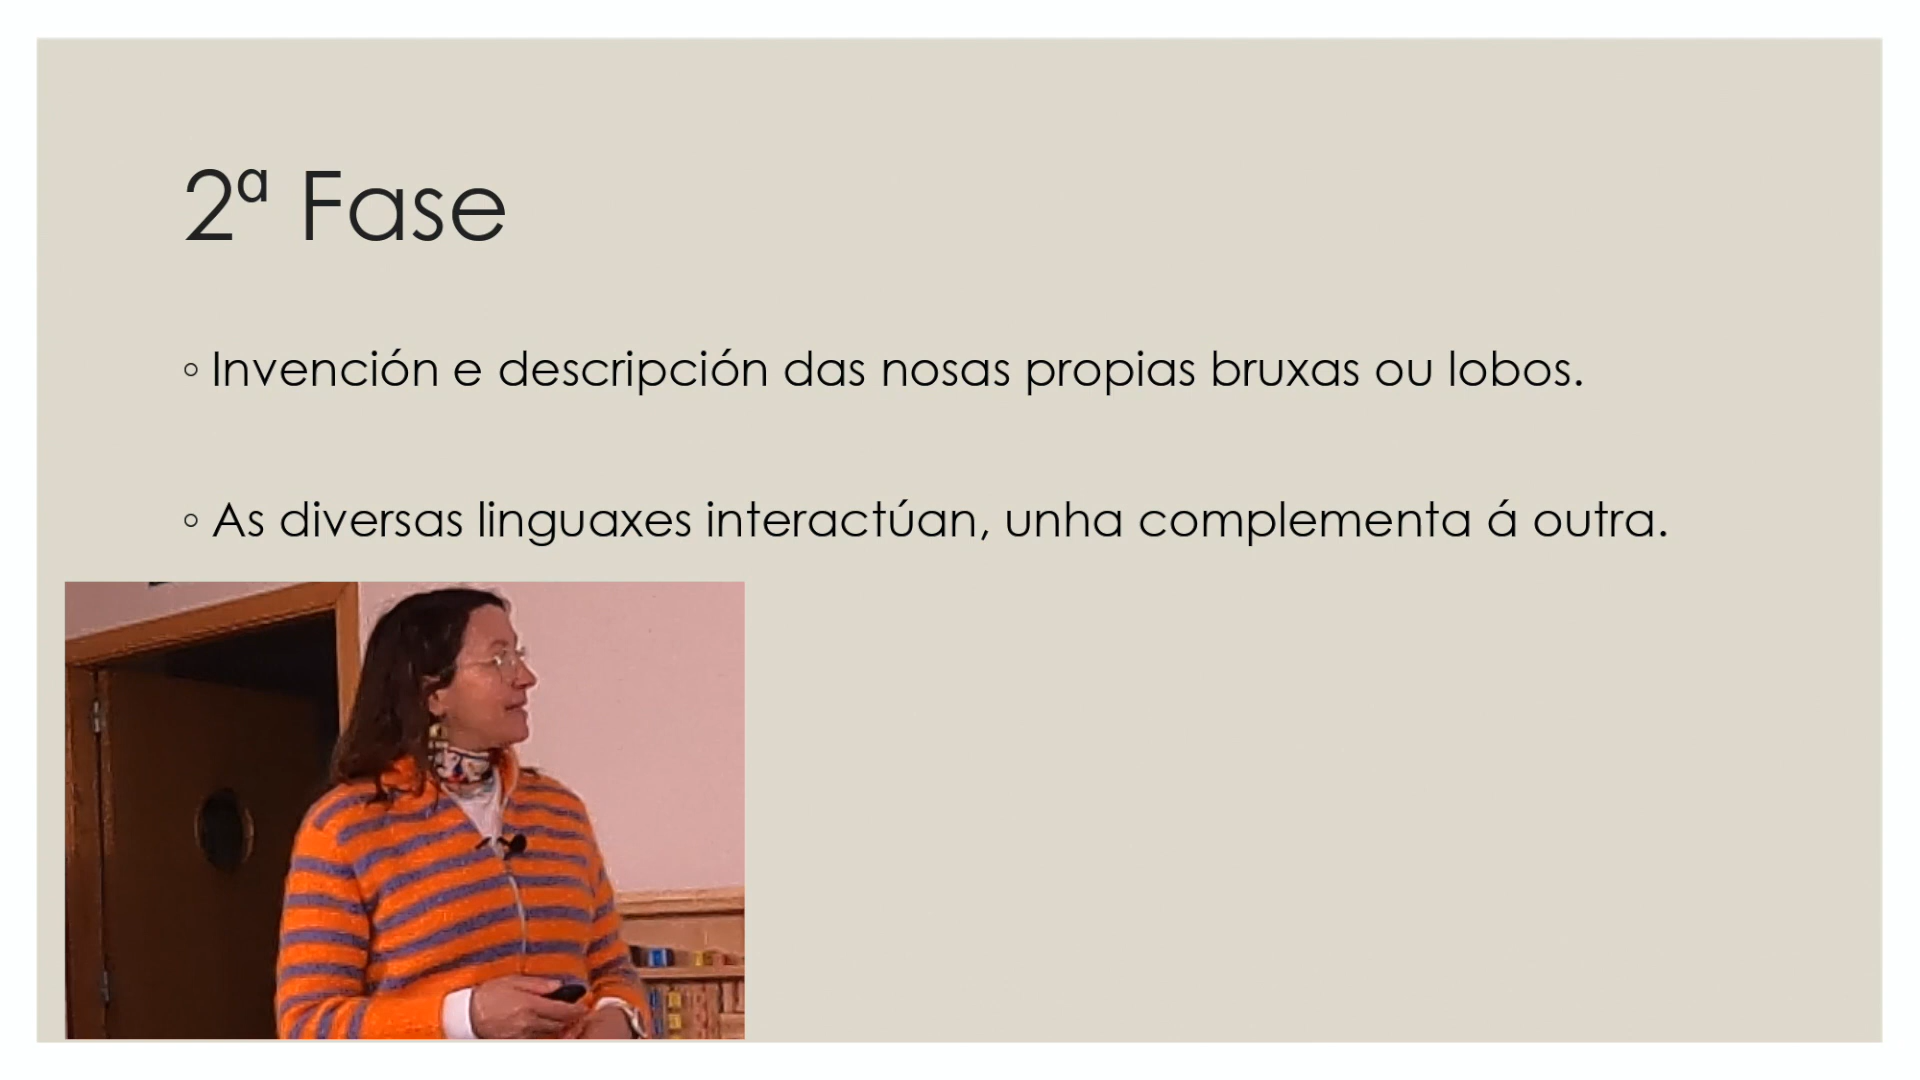 2ª Fase
◦ Invención e descripción das nosas propias bruxas ou lobos.
◦ As diversas linguaxes interactúan, unha complementa á outra.